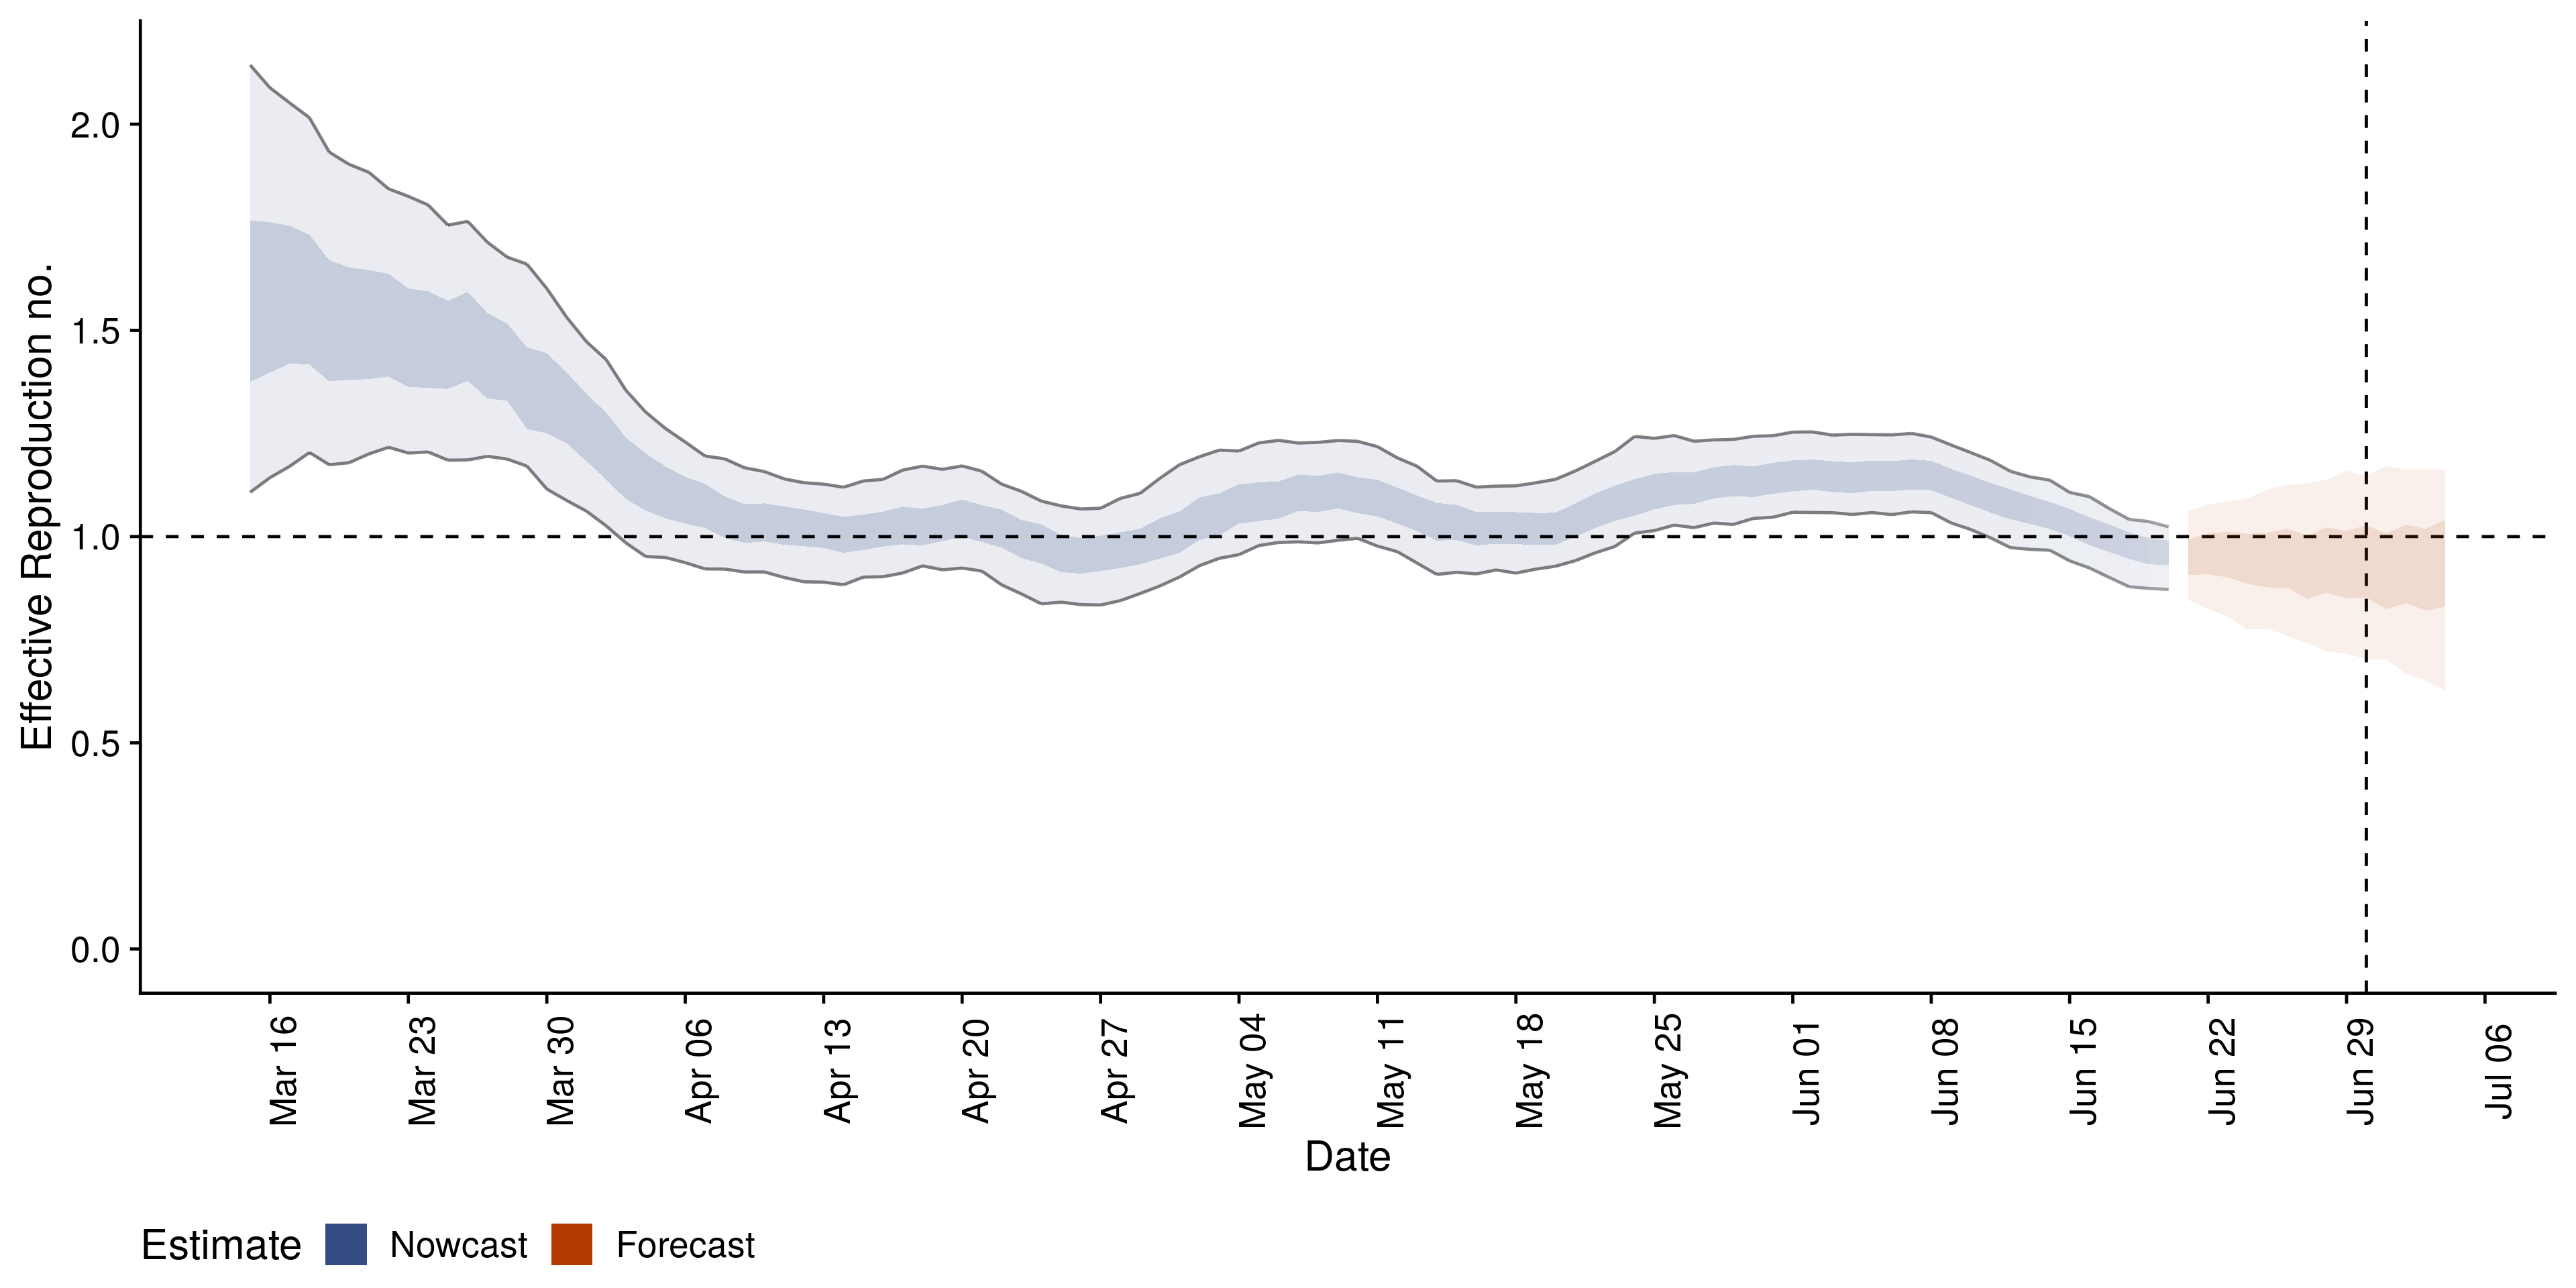 Effective Reproduction no.
2.0
1.5
1.0
0.5
0.0
Mar 16
Mar 23
Mar 30
Apr 06
Apr 13
Apr 20
Apr 27
May 04
May 11
May 18
May 25
Jun 01
Jun 08
Jun 15
Jun 22
Jun 29
Jul 06
Date
Estimate Nowcast Forecast